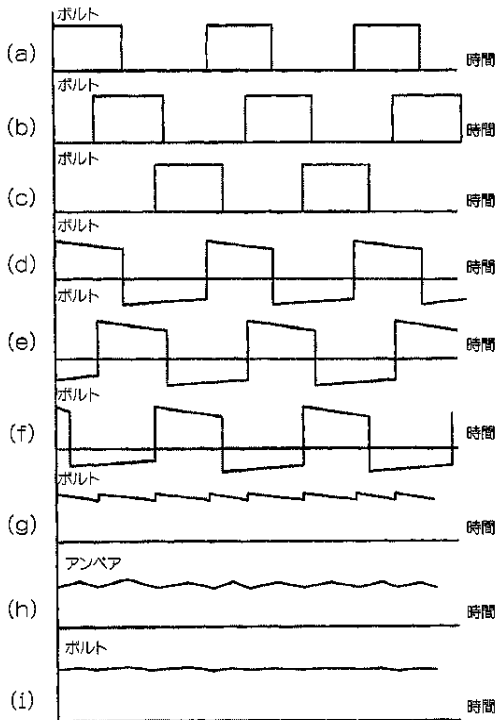 ボルト
(a)
時間
ボルト
(b)
時間
ボルト
(c)
時間
ボルト
(d)
時間
ボルト
(e)
時間
ボルト
(f)
時間
ボルト
(g)
時間
アンペア
(h)
時間
ボルト
(i)
時間